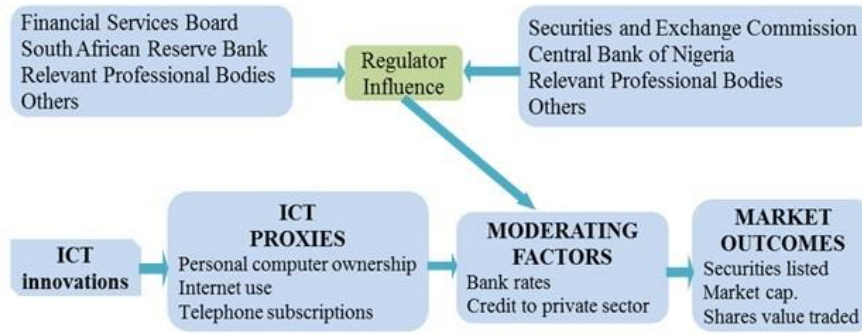 Financial Services Board
South African Reserve Bank
Relevant Professional Bodies
Others
Regulator
Influence
Securities and Exchange Commission
Central Bank of Nigeria
Relevant Professional Bodies
Others
ICT
innovations
ICT
PROXIES
Personal computer ownership
Internet use
Telephone subscriptions
MODERATING
FACTORS
Bank rates
Credit to private sector
MARKET
OUTCOMES
Securities listed
Market cap.
Shares value traded